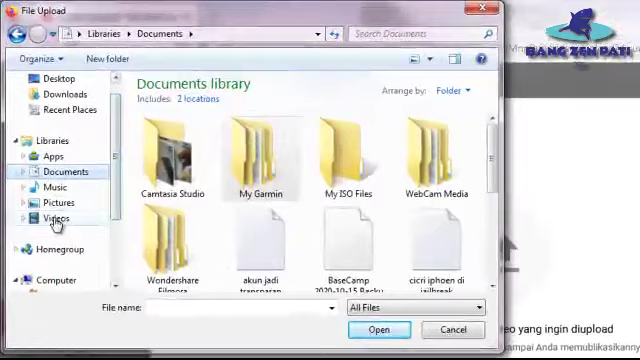 File Upload
Libraries
Documents
Search Documents
Organize
New folder
Desktop
Downloads
Recent Places
Libraries
Apps
Documents
Music
Pictures
Videos
Homegroup
Computer
Documents library
Includes: 2 locations
Arrange by: Folder
Camtasia Studio
My Garmin
My ISO Files
WebCam Media
Wondershare Filmora
akun jadi transparan
BaseCamp 2020-10-15 Backu
cicri iphoen di jailbreak
File name:
All Files
Open
Cancel
BANG ZEN PATI
eo yang ingin diupload
sampai Anda memublikasikanny